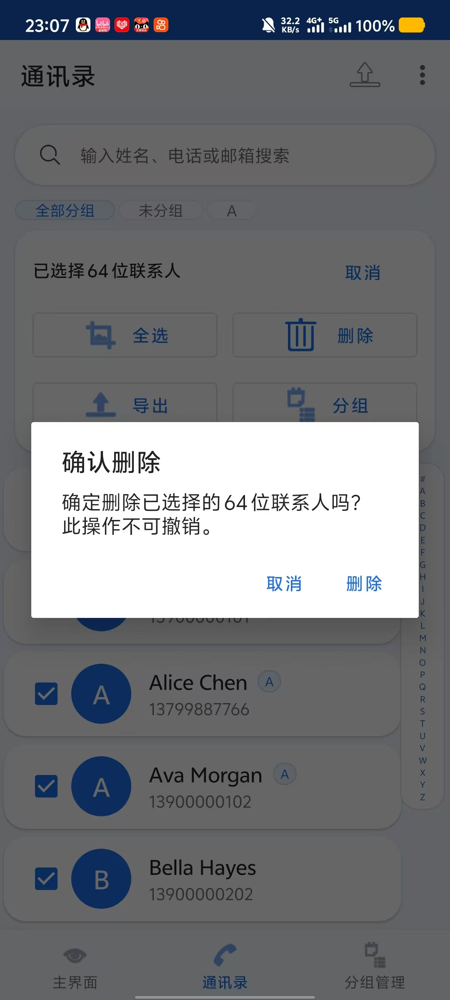 23:07
32.2 KB/s 4G+ 5G 100%
通讯录
输入姓名、电话或邮箱搜索
全部分组 未分组 A
已选择64位联系人 取消
全选 删除
导出 分组
确认删除
确定删除已选择的64位联系人吗？
此操作不可撤销。
取消 删除
A Alice Chen A
13799887766
A Ava Morgan A
13900000102
B Bella Hayes
13900000202
#
A
B
C
D
E
F
G
H
I
J
K
L
M
N
O
P
Q
R
S
T
U
V
W
X
Y
Z
主界面 通讯录 分组管理